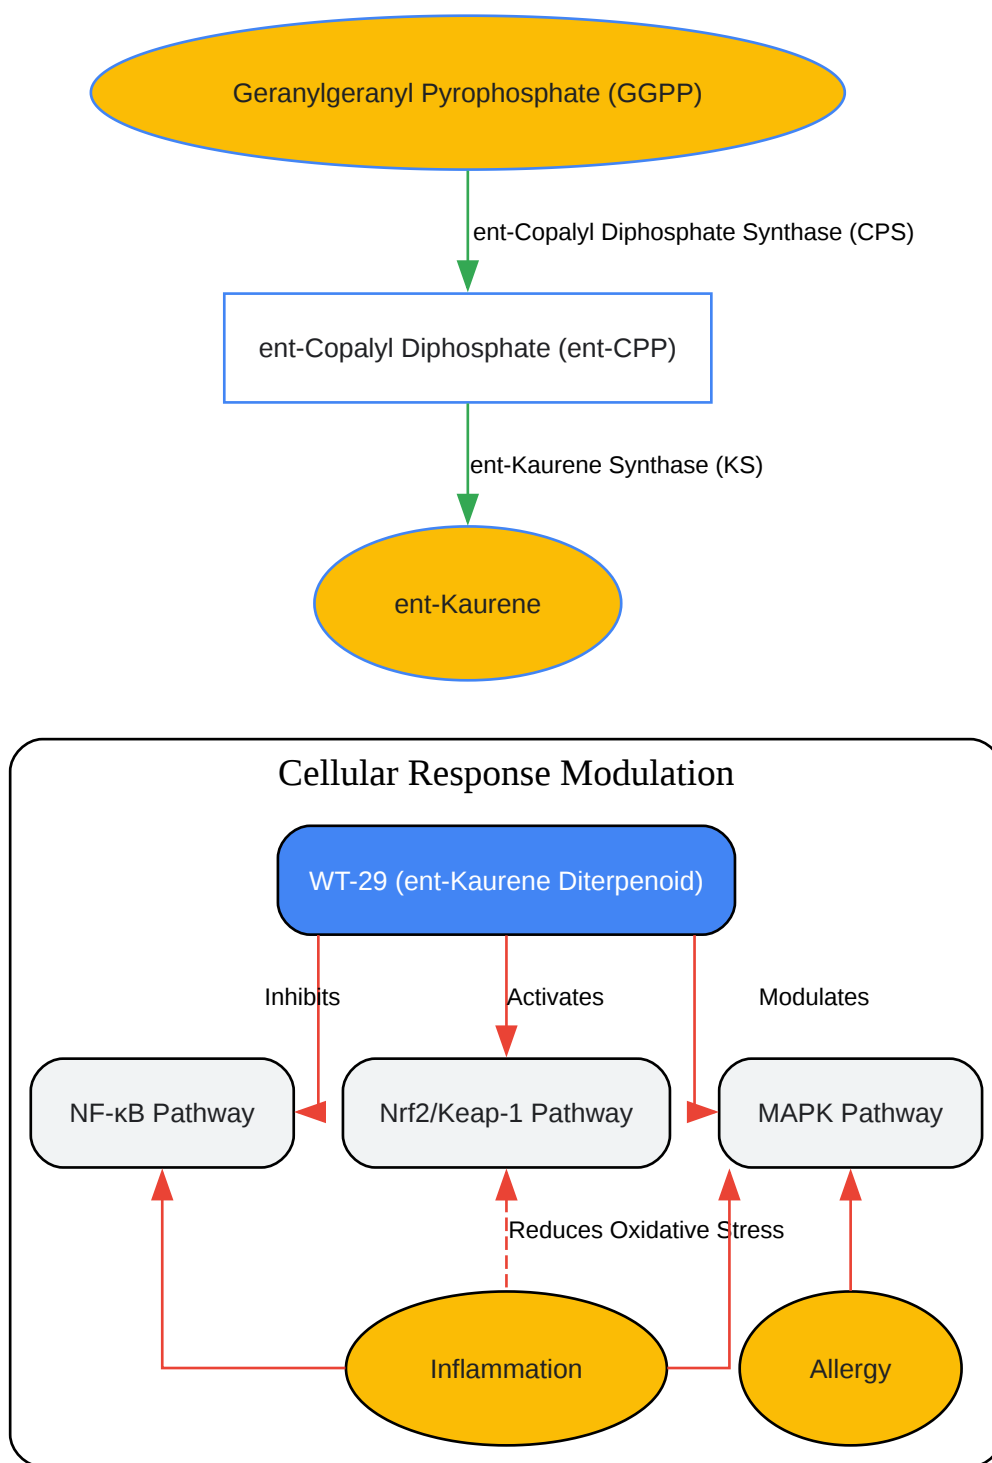 Geranylgeranyl Pyrophosphate (GGPP)
ent-Copalyl Diphosphate Synthase (CPS)
ent-Copalyl Diphosphate (ent-CPP)
ent-Kaurene Synthase (KS)
ent-Kaurene
Cellular Response Modulation
WT-29 (ent-Kaurene Diterpenoid)
Inhibits
Activates
Modulates
NF-κB Pathway
Nrf2/Keap-1 Pathway
MAPK Pathway
Reduces Oxidative Stress
Inflammation
Allergy